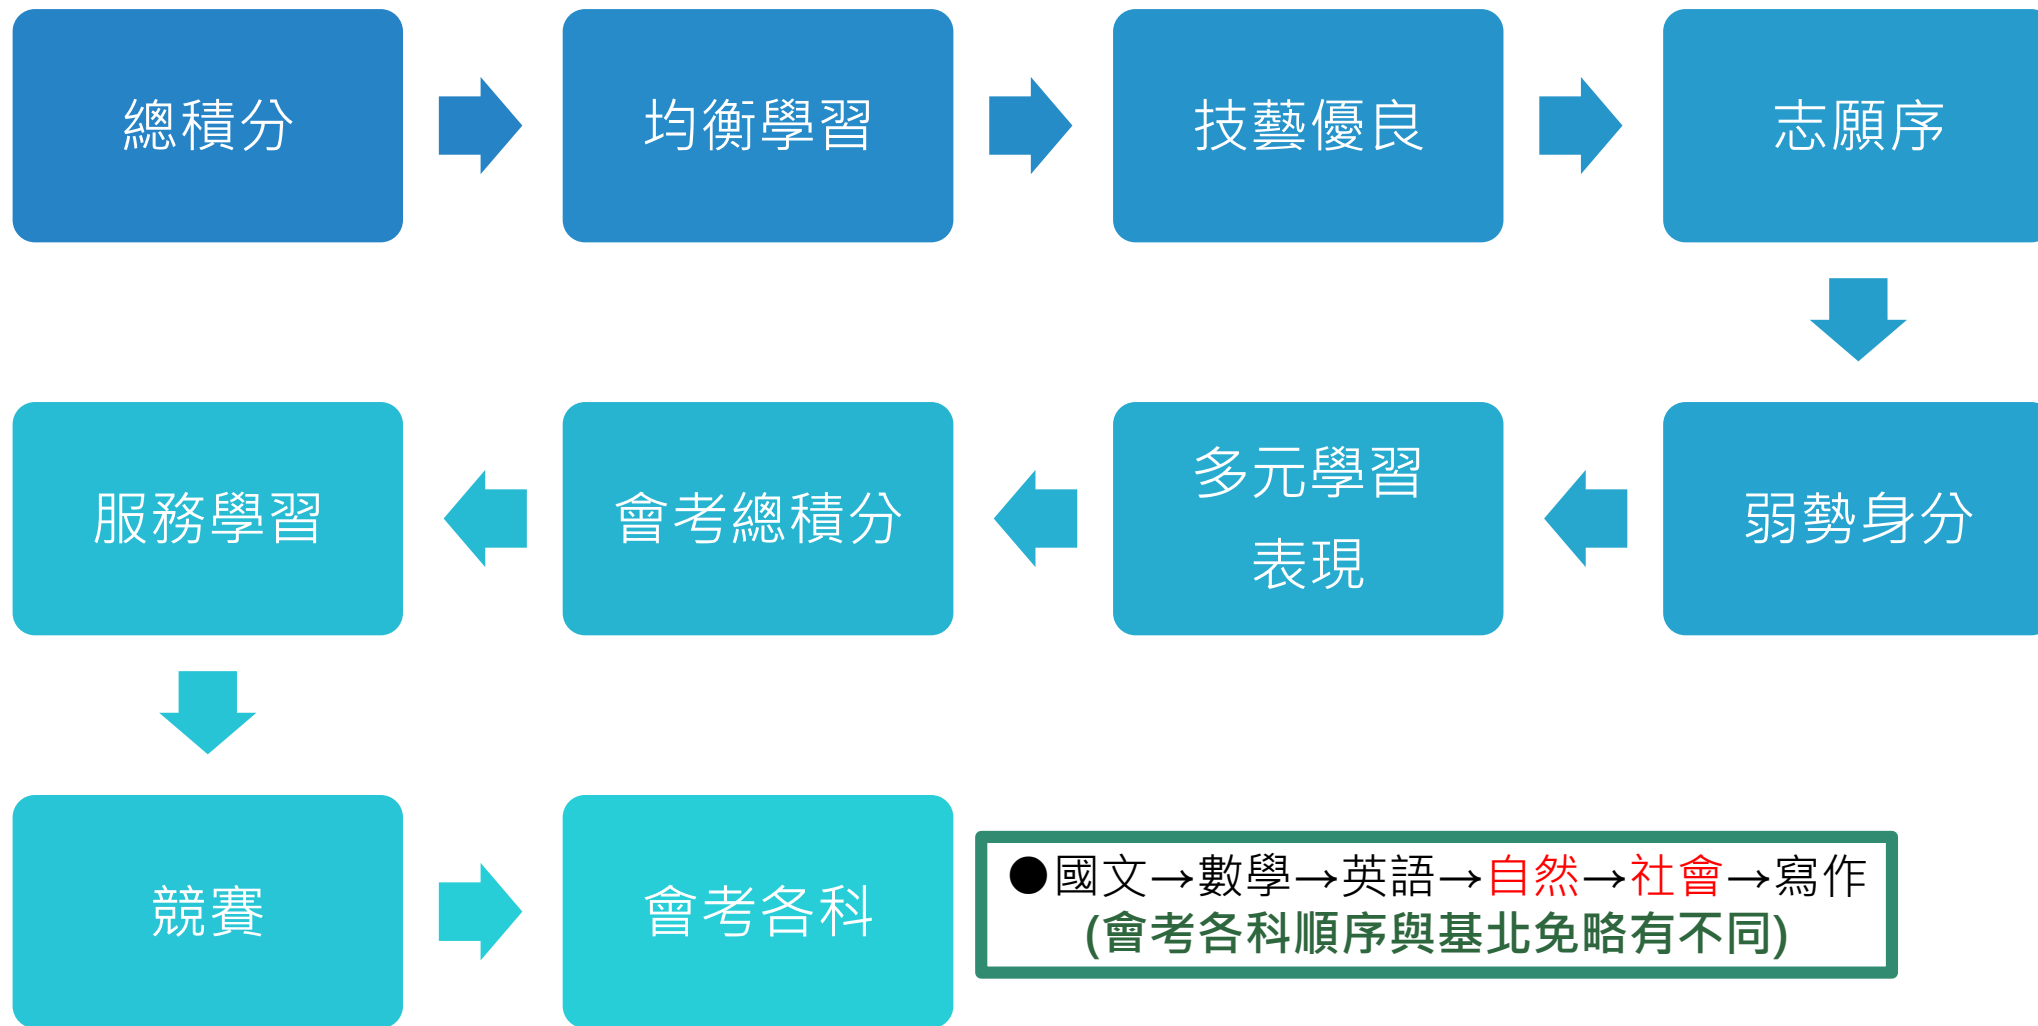 總積分
均衡學習
技藝優良
志願序
弱勢身分
多元學習
表現
會考總積分
服務學習
競賽
會考各科
●國文→數學→英語→自然→社會→寫作
(會考各科順序與基北免略有不同)